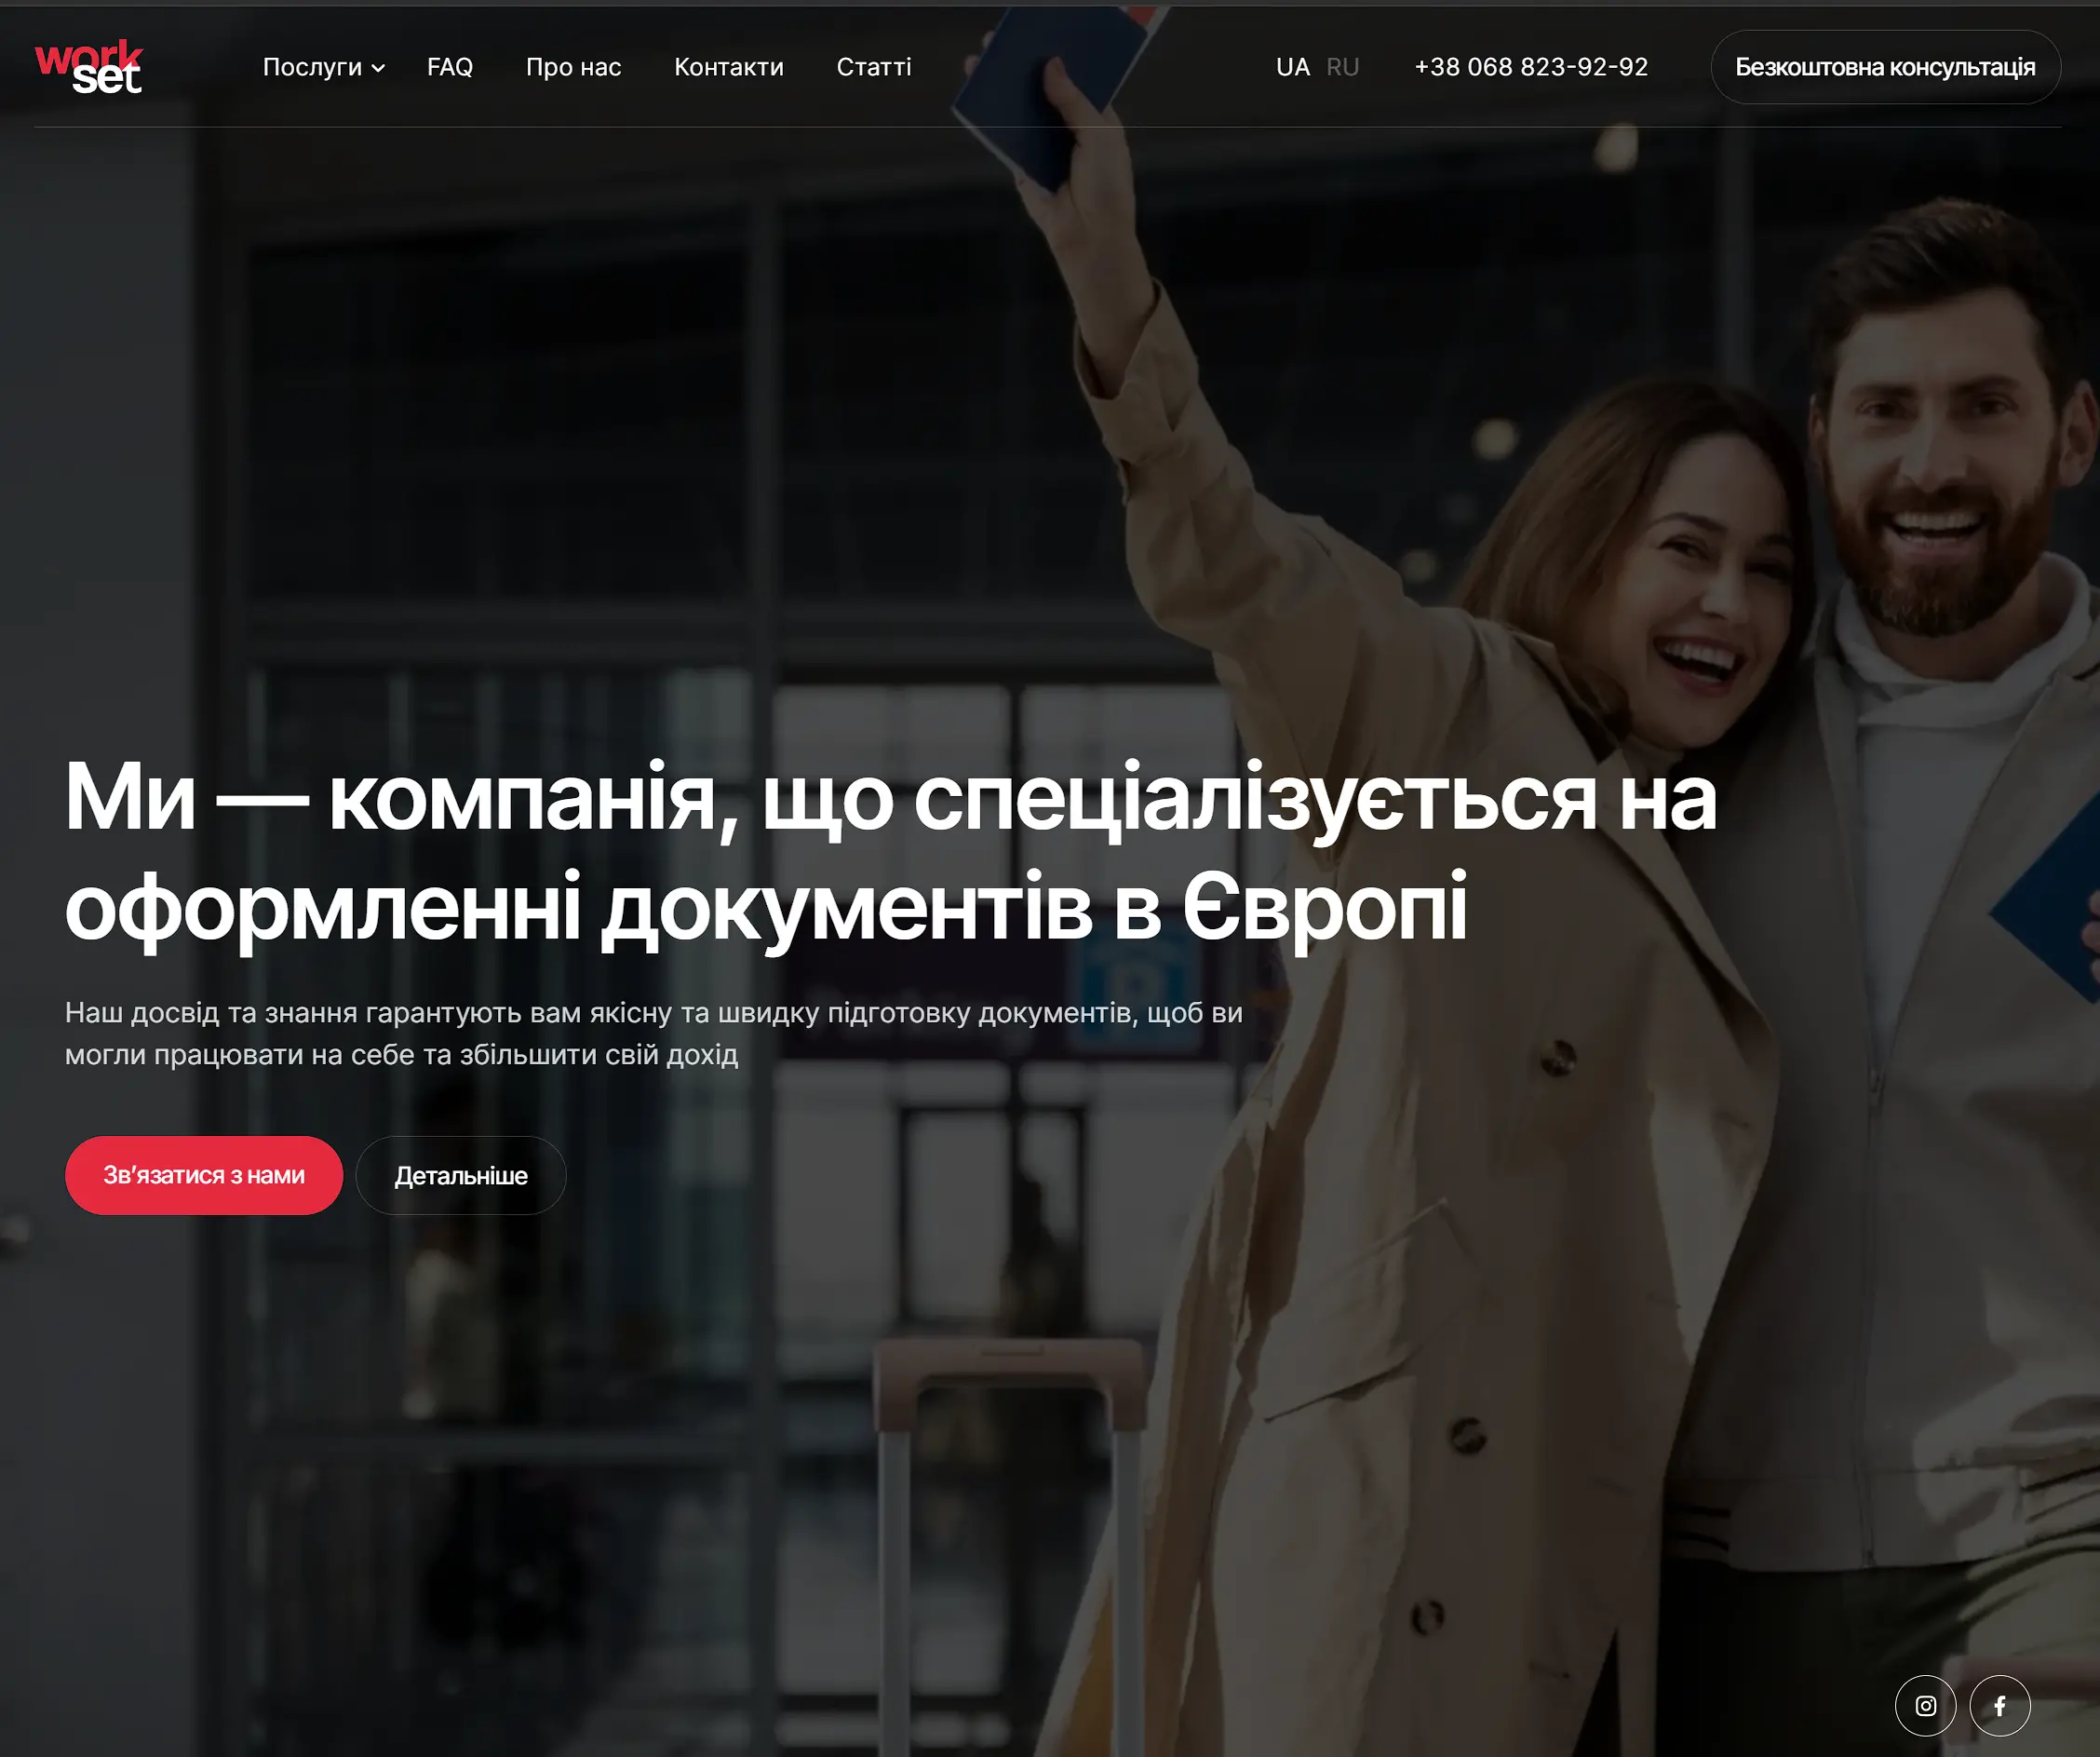 work
set
Послуги
FAQ
Про нас
Контакти
Статті
UA RU
+38 068 823-92-92
Безкоштовна консультація
Ми — компанія, що спеціалізується на
оформленні документів в Європі
Наш досвід та знання гарантують вам якісну та швидку підготовку документів, щоб ви
могли працювати на себе та збільшити свій дохід
Зв’язатися з нами
Детальніше